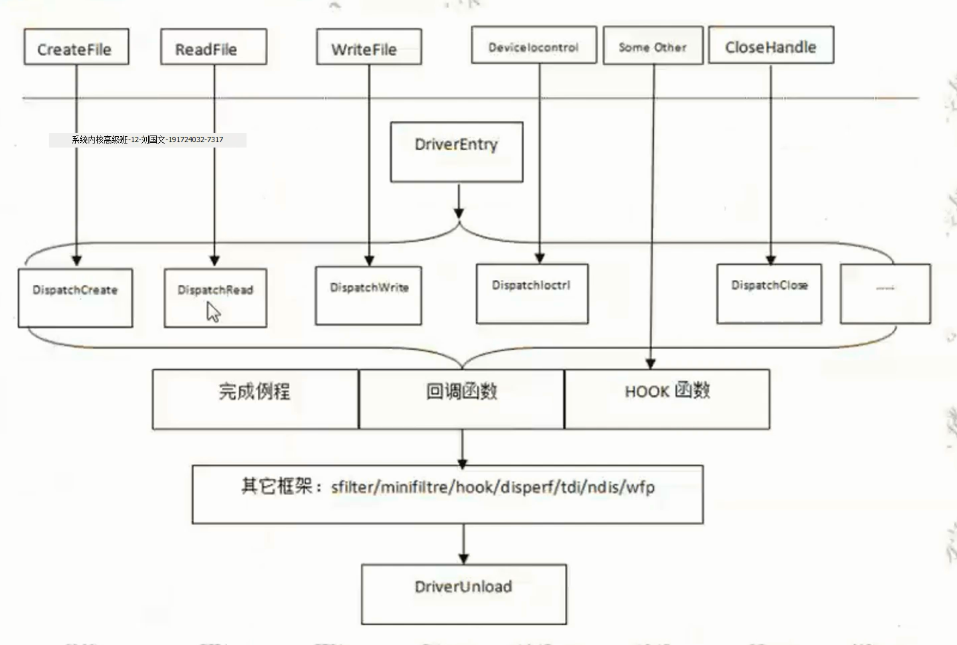 CreateFile
ReadFile
WriteFile
DeviceIocontrol
Some Other
CloseHandle
系统内核高级班-12-刘国文-191724032-7317
DriverEntry
DispatchCreate
DispatchRead
DispatchWrite
DispatchIoctrl
DispatchClose
......
完成例程
回调函数
HOOK 函数
其它框架：sfilter/minifiltre/hook/disperf/tdi/ndis/wfp
DriverUnload